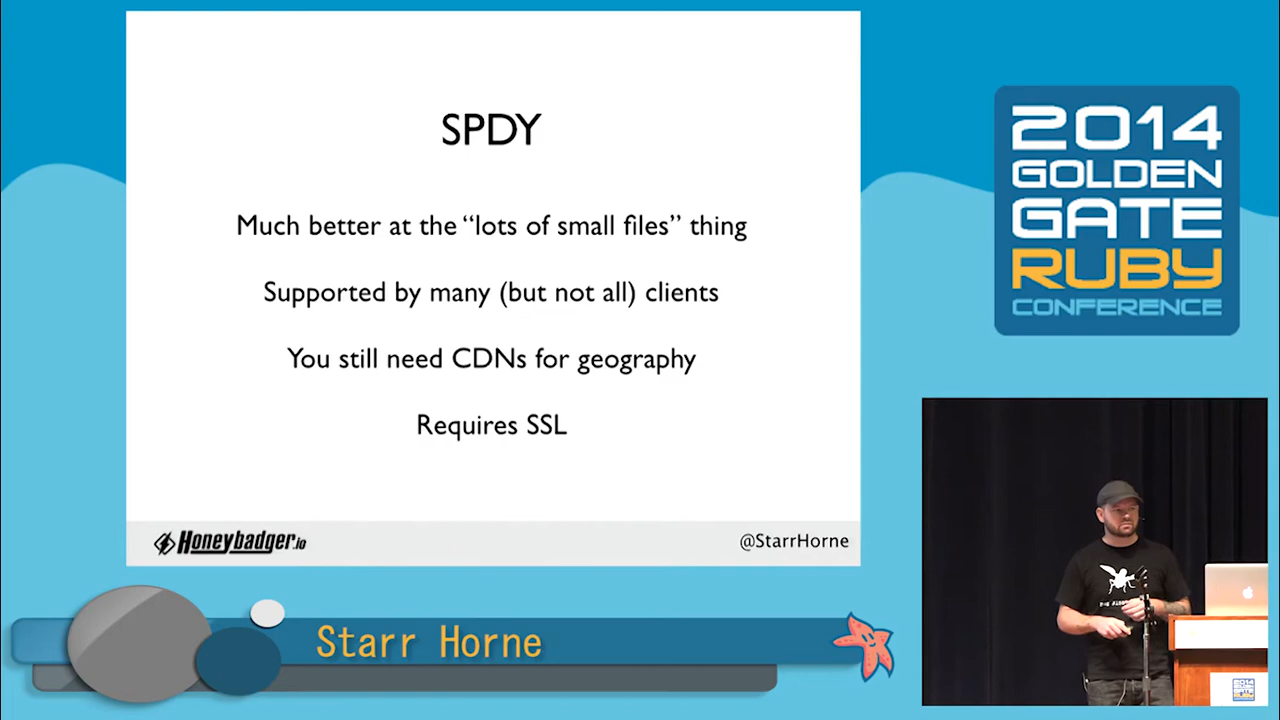 SPDY
Much better at the “lots of small files” thing
Supported by many (but not all) clients
You still need CDNs for geography
Requires SSL
Honeybadger.io
@StarrHorne
2014
GOLDEN
GATE
RUBY
CONFERENCE
Starr Horne